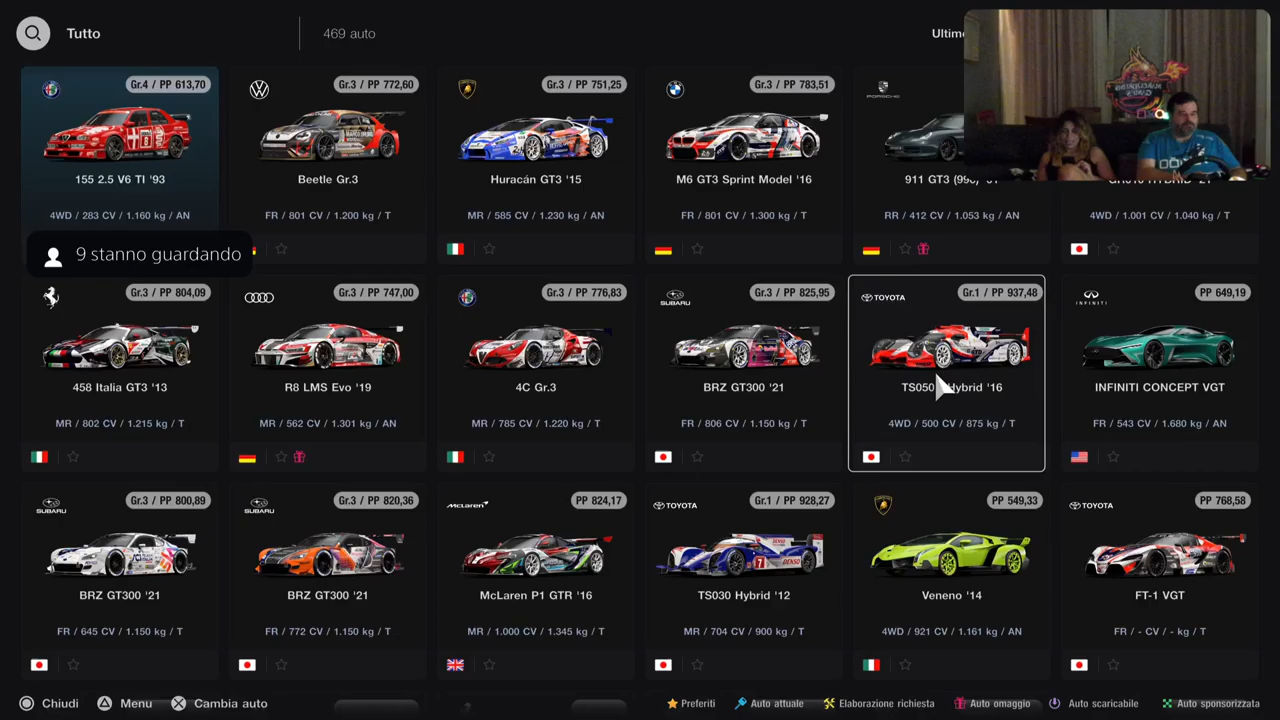 Tutto
469 auto
Ultime
Gr.4 / PP 613,70
155 2.5 V6 TI '93
4WD / 283 CV / 1.160 kg / AN
Gr.3 / PP 772,60
Beetle Gr.3
FR / 801 CV / 1.200 kg / T
Gr.3 / PP 751,25
Huracán GT3 '15
MR / 585 CV / 1.230 kg / AN
Gr.3 / PP 783,51
M6 GT3 Sprint Model '16
FR / 801 CV / 1.300 kg / T
PORSCHE
RR / 412 CV / 1.053 kg / AN
4WD / 1.001 CV / 1.040 kg / T
9 stanno guardando
Gr.3 / PP 804,09
458 Italia GT3 '13
MR / 802 CV / 1.215 kg / T
Gr.3 / PP 747,00
R8 LMS Evo '19
MR / 562 CV / 1.301 kg / AN
Gr.3 / PP 776,83
4C Gr.3
MR / 785 CV / 1.220 kg / T
SUBARU
Gr.3 / PP 825,95
BRZ GT300 '21
FR / 806 CV / 1.150 kg / T
TOYOTA
Gr.1 / PP 937,48
TS050 Hybrid '16
4WD / 500 CV / 875 kg / T
INFINITI
PP 649,19
INFINITI CONCEPT VGT
FR / 543 CV / 1.680 kg / AN
SUBARU
Gr.3 / PP 800,89
BRZ GT300 '21
FR / 645 CV / 1.150 kg / T
SUBARU
Gr.3 / PP 820,36
BRZ GT300 '21
FR / 772 CV / 1.150 kg / T
McLaren
PP 824,17
McLaren P1 GTR '16
MR / 1.000 CV / 1.345 kg / T
TOYOTA
Gr.1 / PP 928,27
TS030 Hybrid '12
MR / 704 CV / 900 kg / T
PP 549,33
Veneno '14
4WD / 921 CV / 1.161 kg / AN
TOYOTA
PP 768,58
FT-1 VGT
FR / - CV / - kg / T
Chiudi
Menu
Cambia auto
Preferiti
Auto attuale
Elaborazione richiesta
Auto omaggio
Auto scaricabile
Auto sponsorizzata